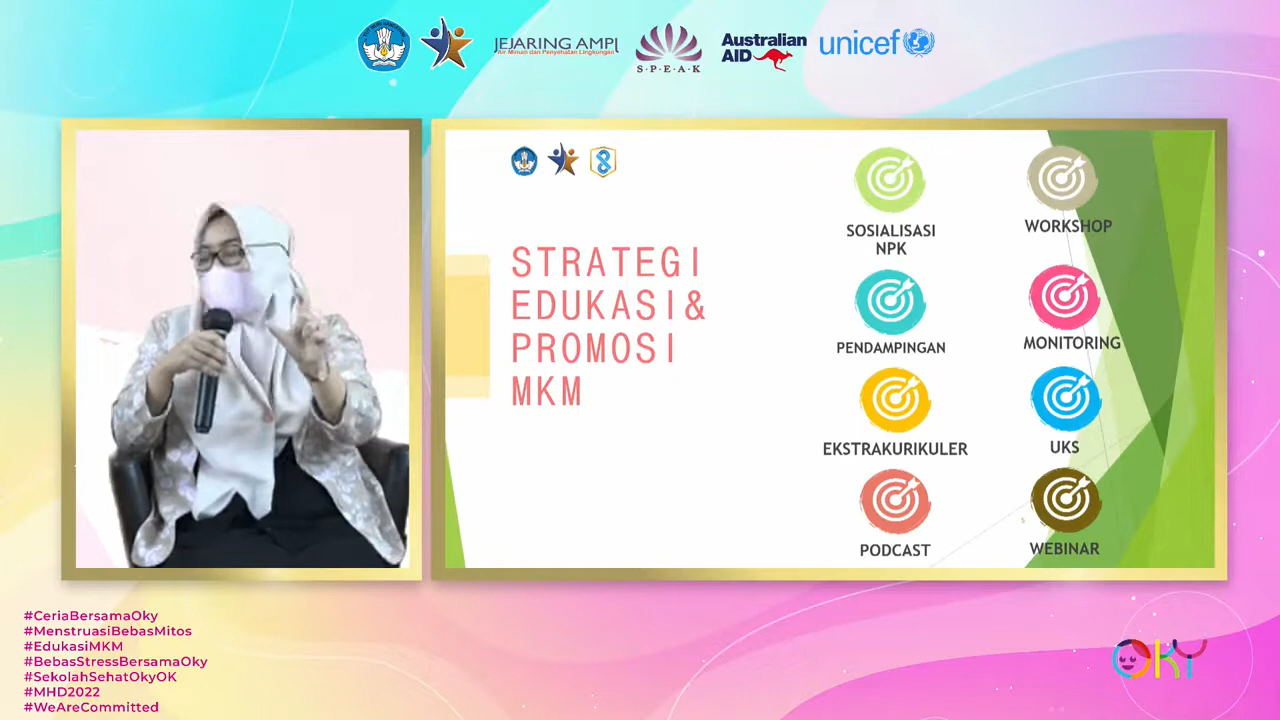 JEJARING AMPL
Air Minum dan Penyehatan Lingkungan
S·P·E·A·K
Australian
AID
unicef
STRATEGI
EDUKASI&
PROMOSI
MKM
SOSIALISASI
NPK
WORKSHOP
PENDAMPINGAN
MONITORING
EKSTRAKURIKULER
UKS
PODCAST
WEBINAR
5
#CeriaBersamaOky
#MenstruasiBebasMitos
#EdukasiMKM
#BebasStressBersamaOky
#SekolahSehatOkyOK
#MHD2022
#WeAreCommitted
OKY